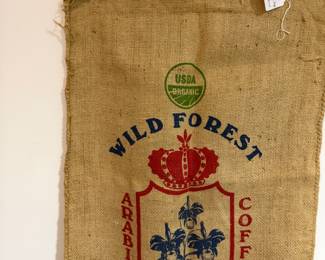 USDA
ORGANIC
WILD FOREST
ARABI
COFF